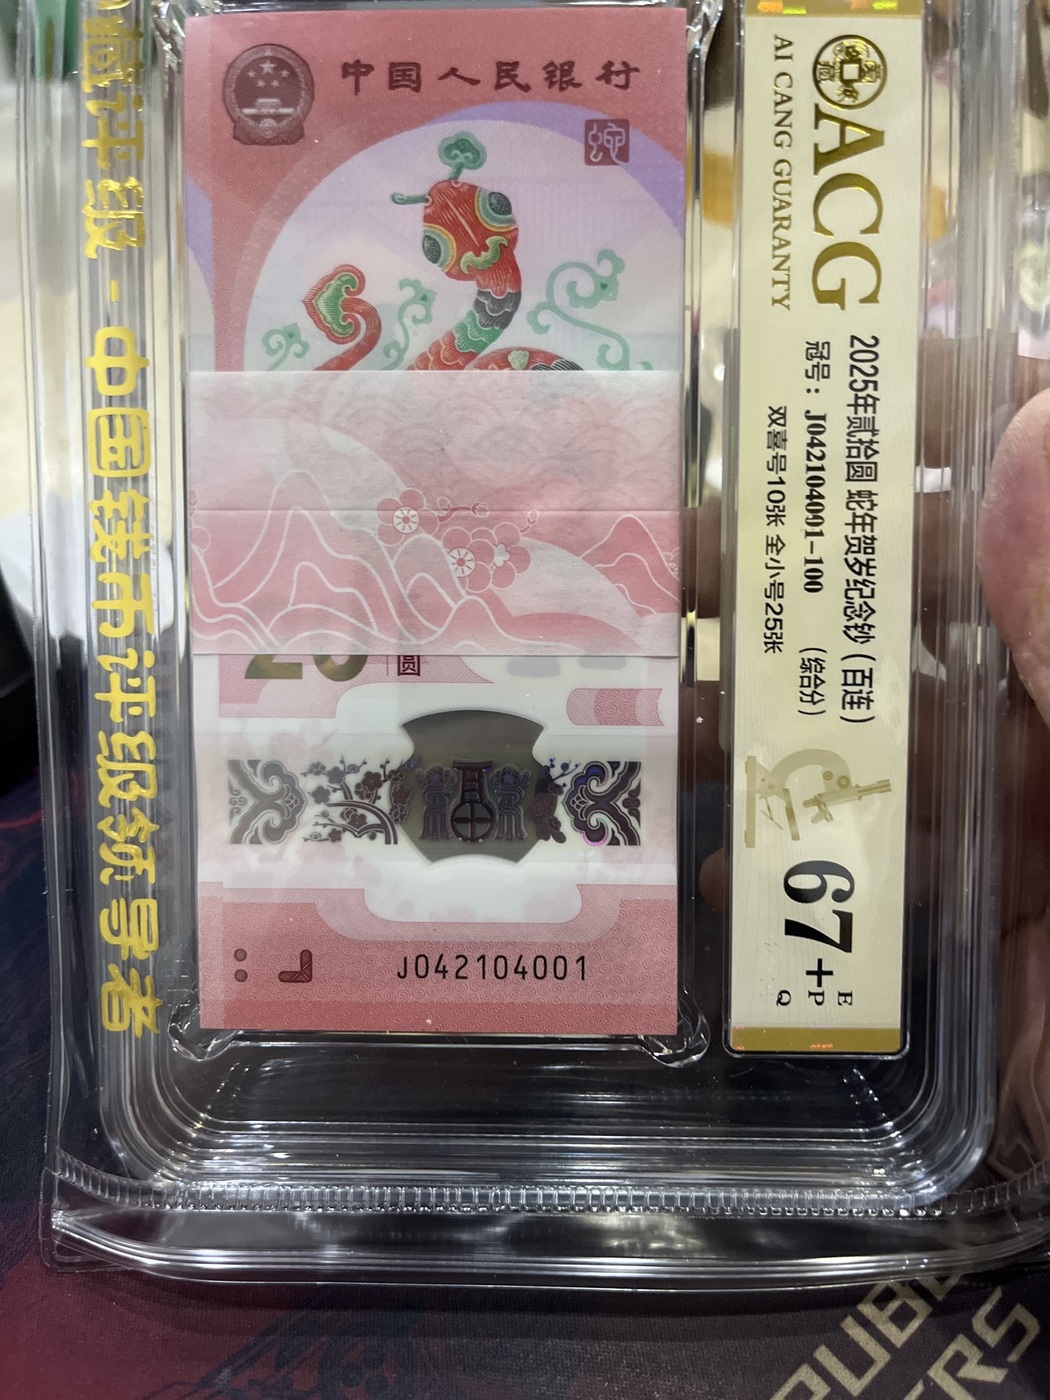 藏评级 - 中国钱币评级领导者
中国人民银行
蛇
圆
J042104001
ACG
AI CANG GUARANTY
2025年贰拾圆 蛇年贺岁纪念钞（百连）
冠号：J042104001-100 （综合分）
双喜号10张 全小号25张
67+
E
P
Q